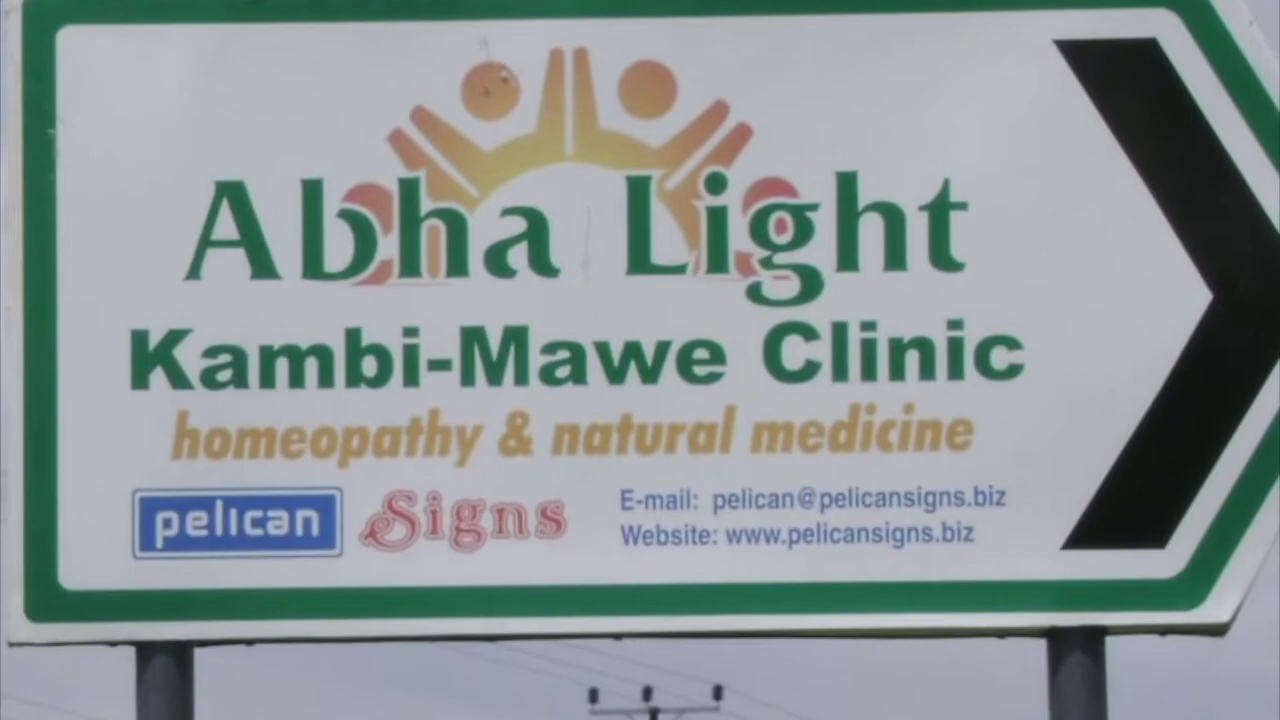 Abha Light
Kambi-Mawe Clinic
homeopathy & natural medicine
pelican Signs
E-mail: pelican@pelicansigns.biz
Website: www.pelicansigns.biz